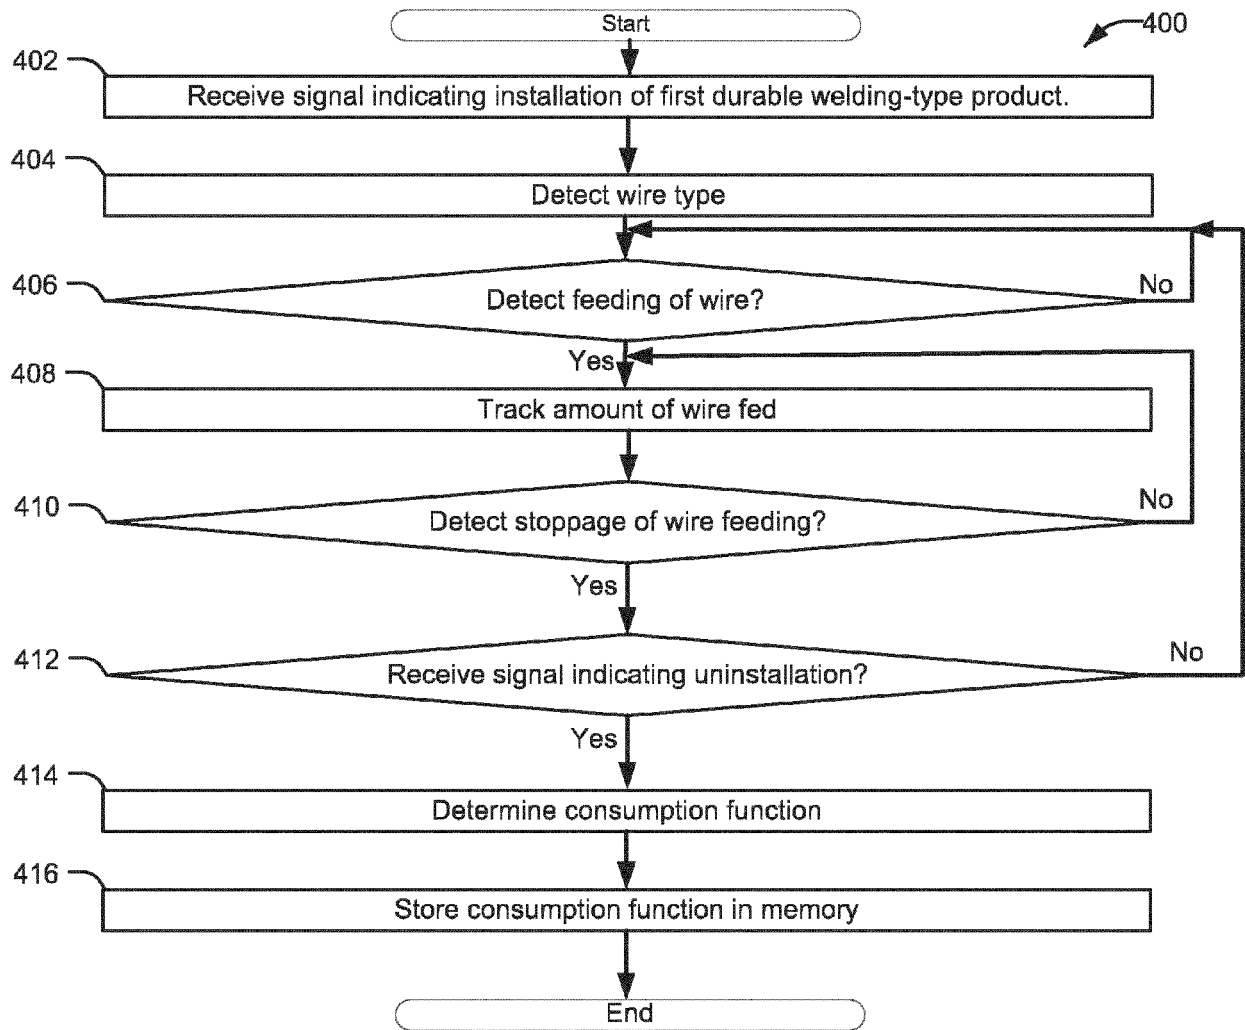 Start
400
402
Receive signal indicating installation of first durable welding-type product.
404
Detect wire type
406
Detect feeding of wire?
No
Yes
408
Track amount of wire fed
410
Detect stoppage of wire feeding?
No
Yes
412
Receive signal indicating uninstallation?
No
Yes
414
Determine consumption function
416
Store consumption function in memory
End